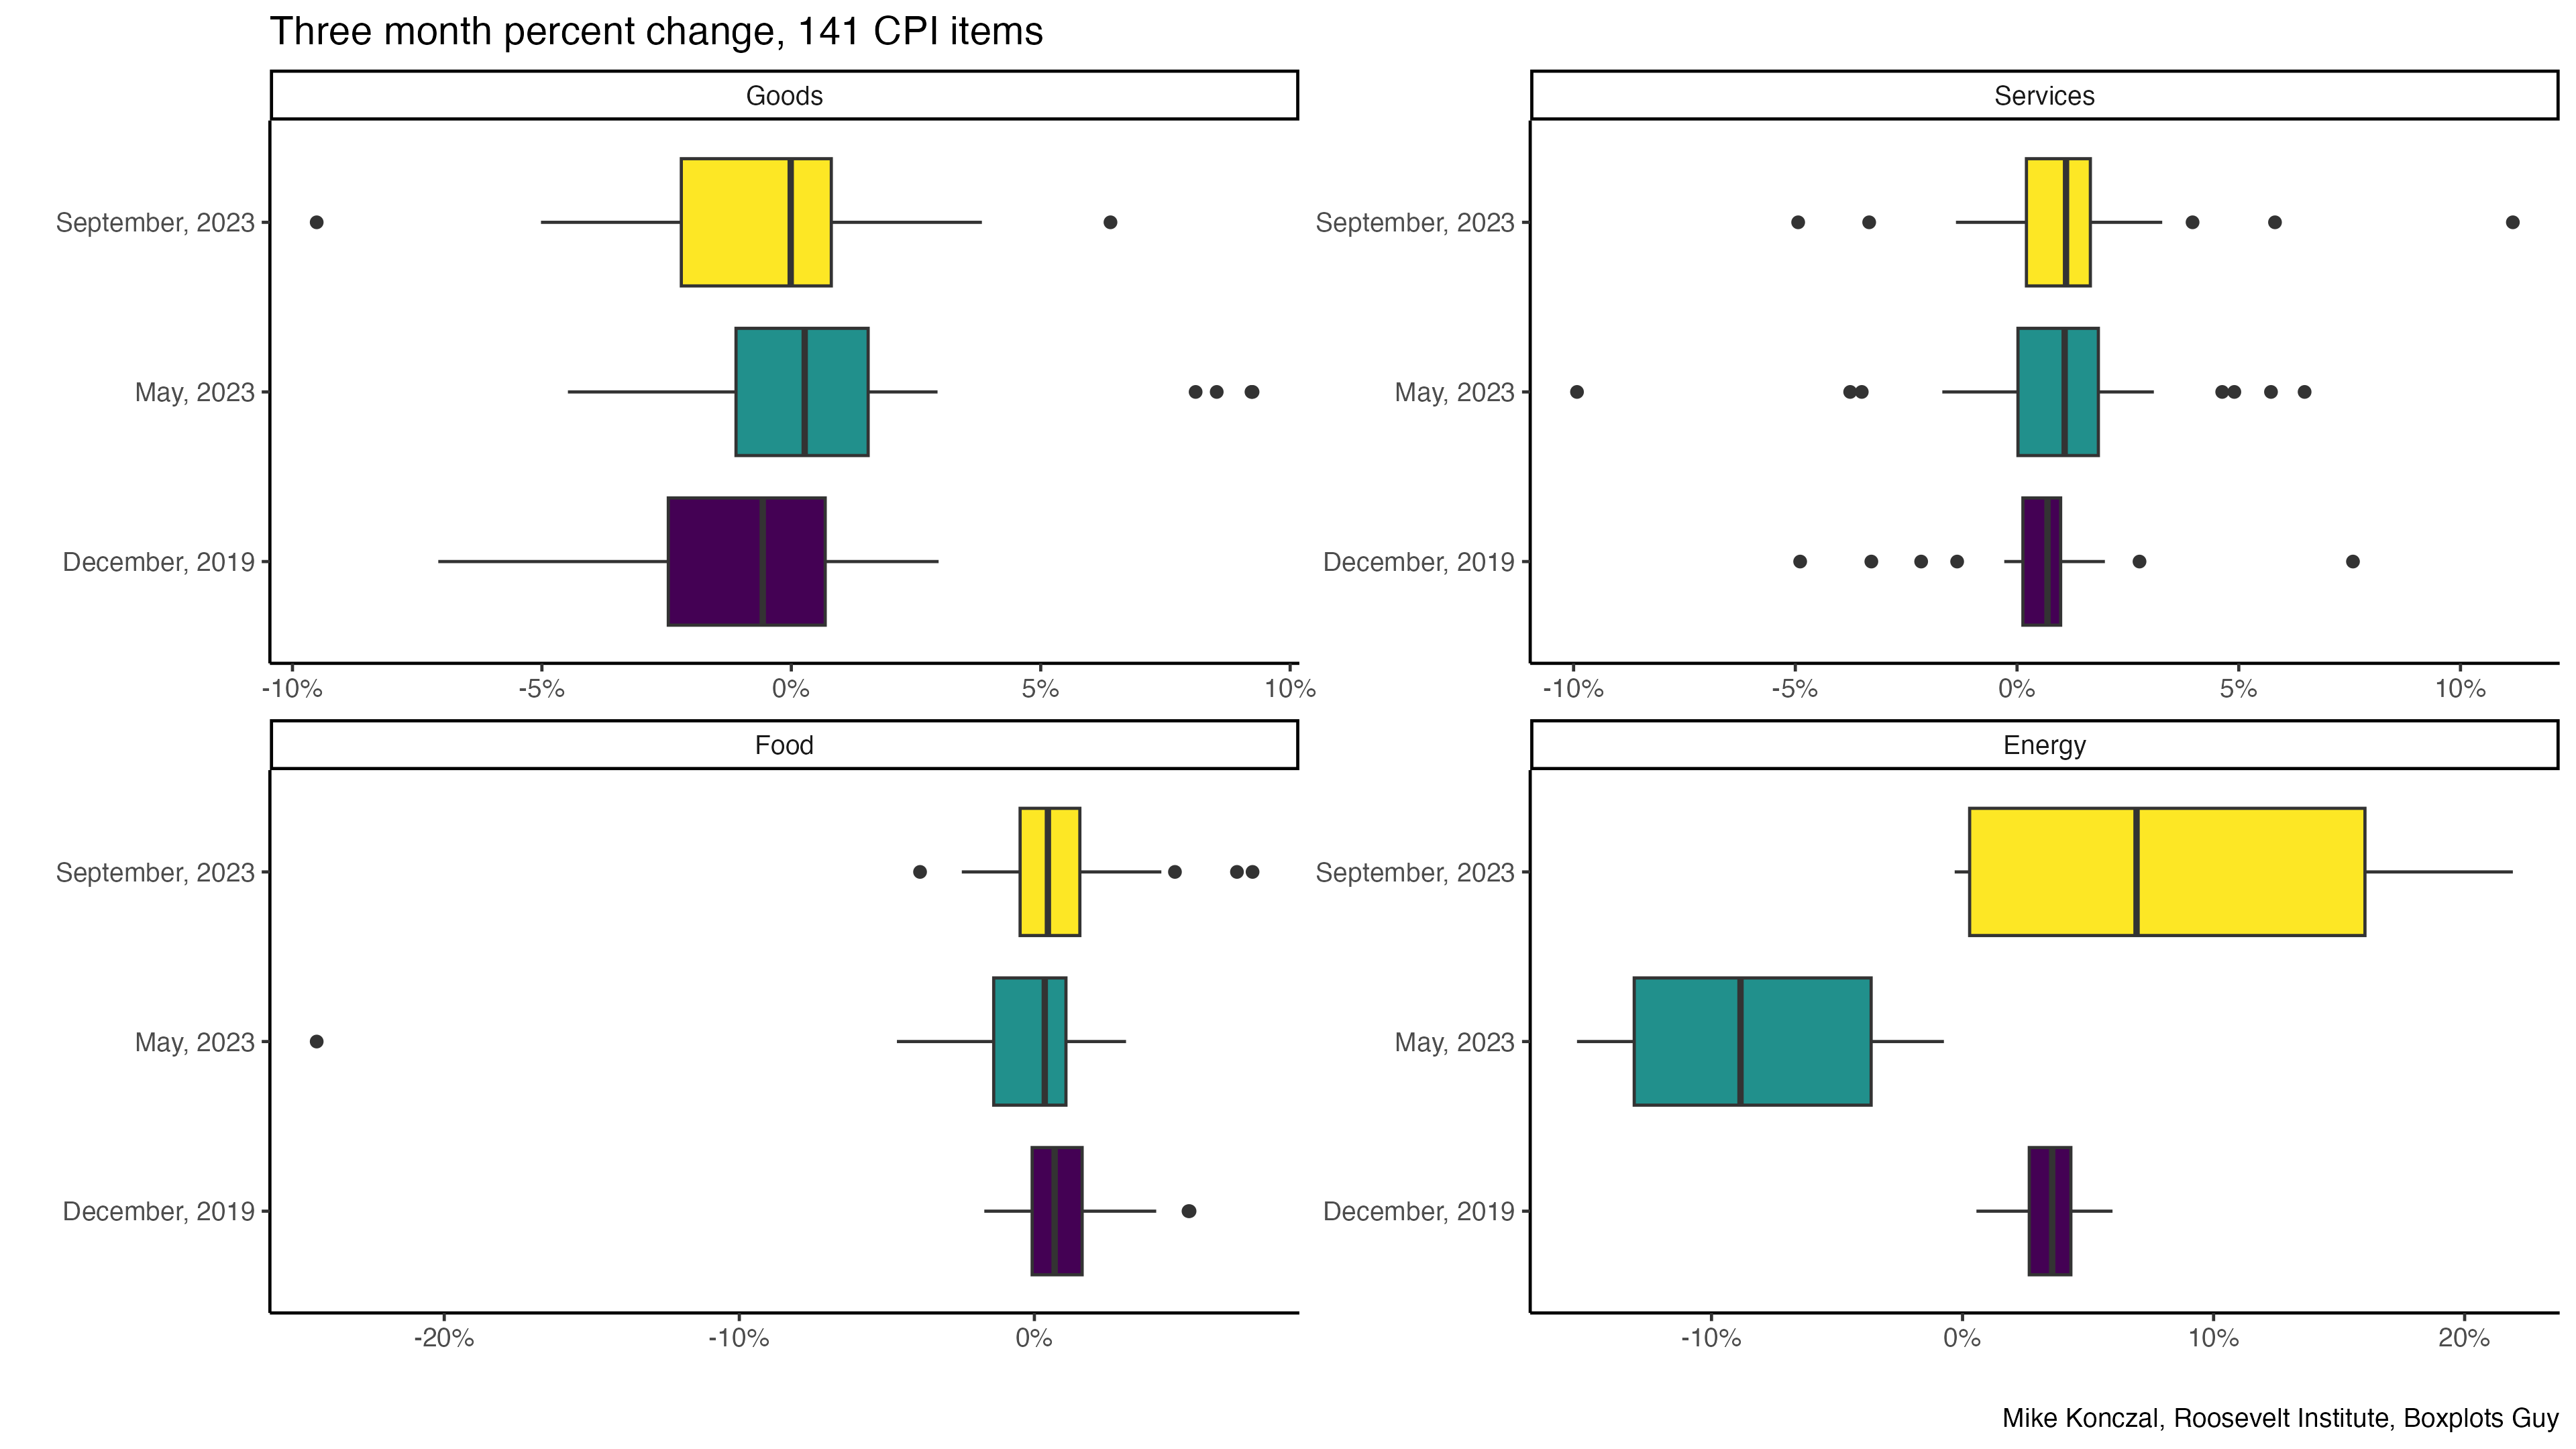 Three month percent change, 141 CPI items
Goods
September, 2023
May, 2023
December, 2019
-10% -5% 0% 5% 10%
Services
September, 2023
May, 2023
December, 2019
-10% -5% 0% 5% 10%
Food
September, 2023
May, 2023
December, 2019
-20% -10% 0%
Energy
September, 2023
May, 2023
December, 2019
-10% 0% 10% 20%
Mike Konczal, Roosevelt Institute, Boxplots Guy